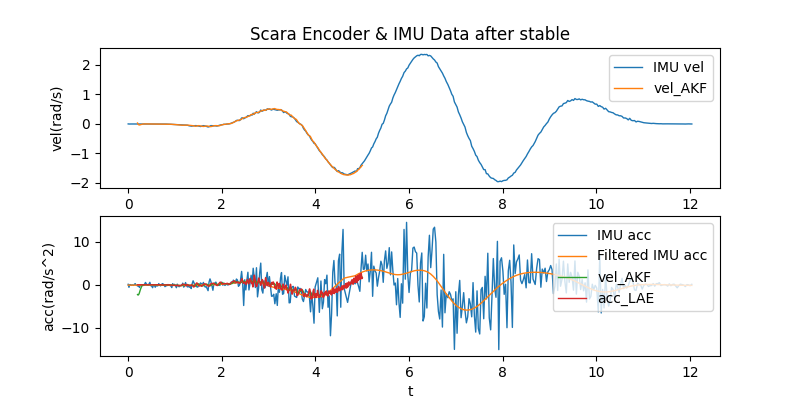 Scara Encoder & IMU Data after stable
vel(rad/s)
2
1
0
−1
−2
IMU vel
vel_AKF
0 2 4 6 8 10 12
acc(rad/s^2)
10
0
−10
IMU acc
Filtered IMU acc
vel_AKF
acc_LAE
0 2 4 6 8 10 12
t